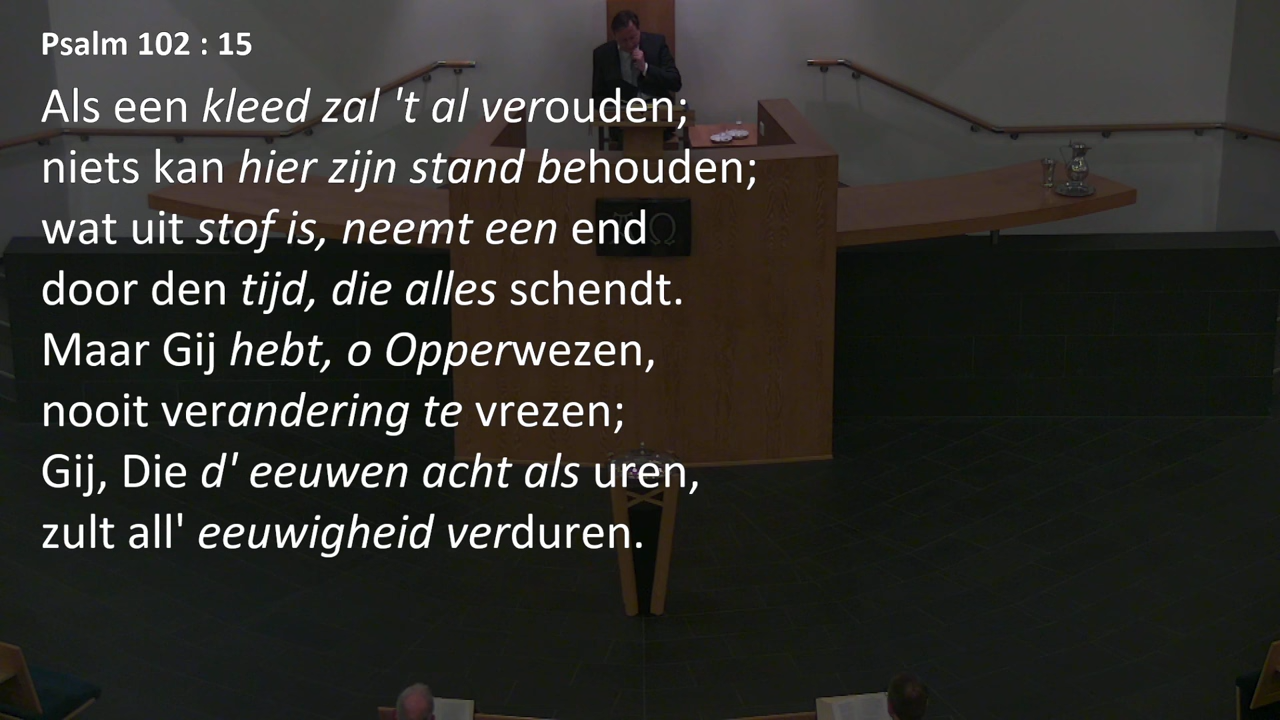 Psalm 102 : 15
Als een kleed zal 't al verouden;
niets kan hier zijn stand behouden;
wat uit stof is, neemt een end
door den tijd, die alles schendt.
Maar Gij hebt, o Opperwezen,
nooit verandering te vrezen;
Gij, Die d' eeuwen acht als uren,
zult all' eeuwigheid verduren.
Α Ω